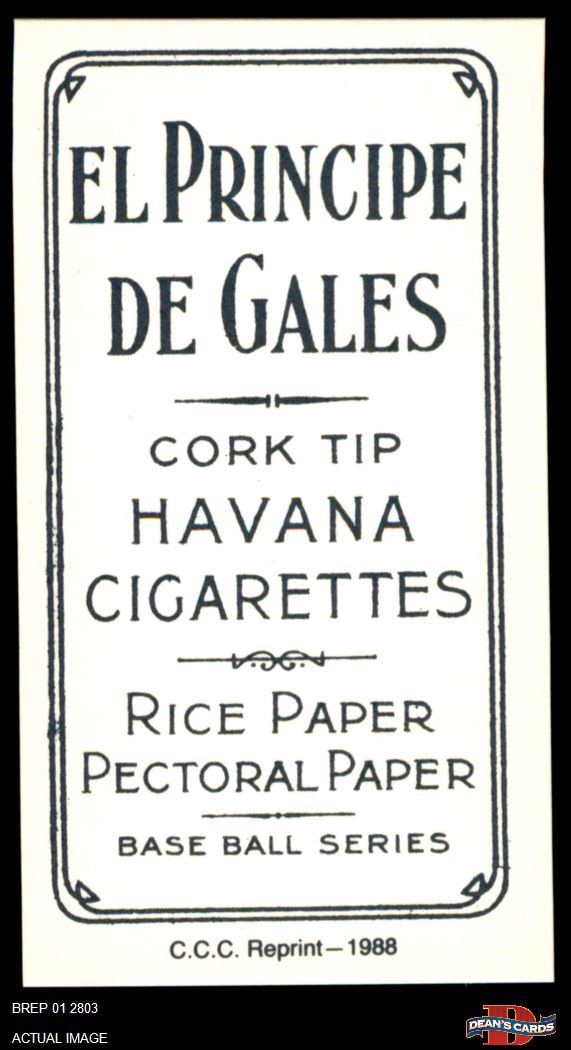 EL PRINCIPE
DE GALES
CORK TIP
HAVANA
CIGARETTES
RICE PAPER
PECTORAL PAPER
BASE BALL SERIES
C.C.C. Reprint—1988
BREP 01 2803
ACTUAL IMAGE
D
DEAN'S CARDS